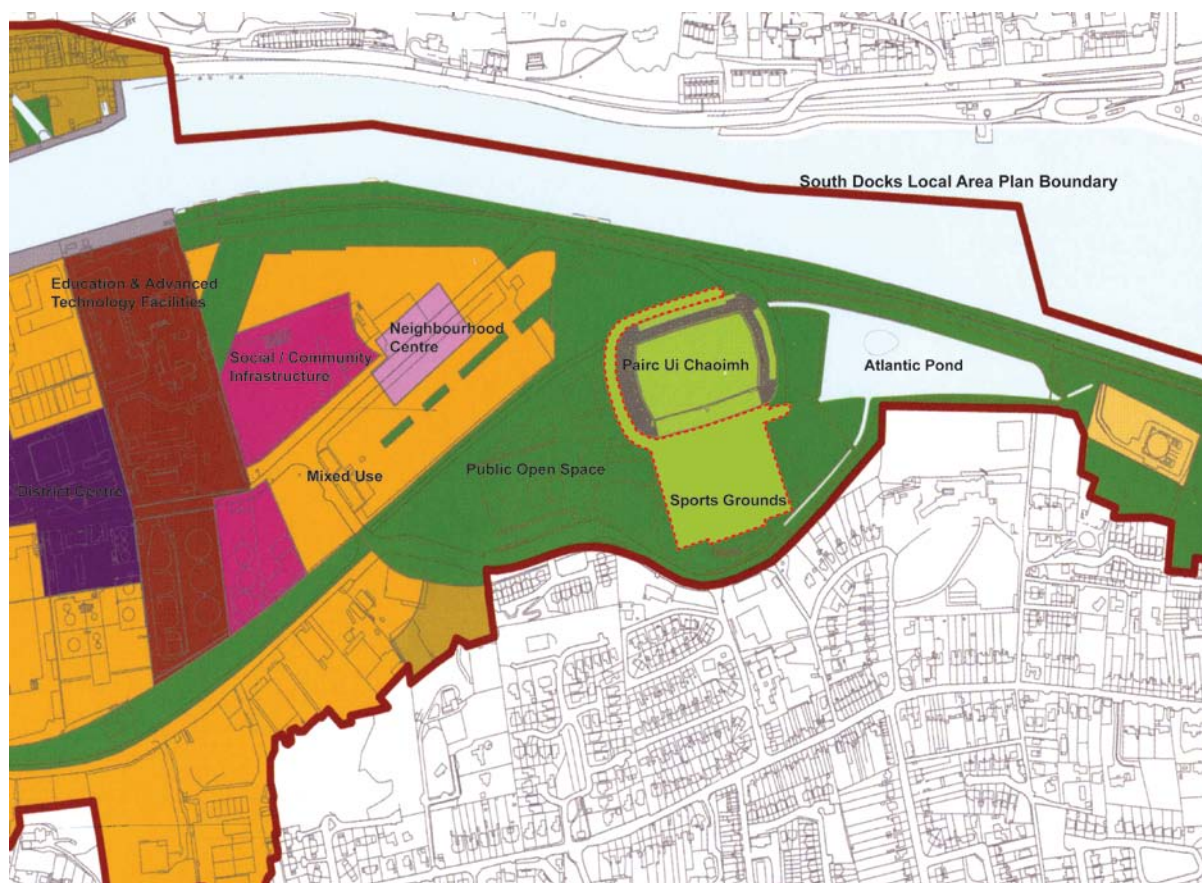 South Docks Local Area Plan Boundary
Education & Advanced
Technology Facilities
Neighbourhood
Centre
Social / Community
Infrastructure
Pairc Ui Chaoimh
Atlantic Pond
Mixed Use
Public Open Space
District Centre
Sports Grounds